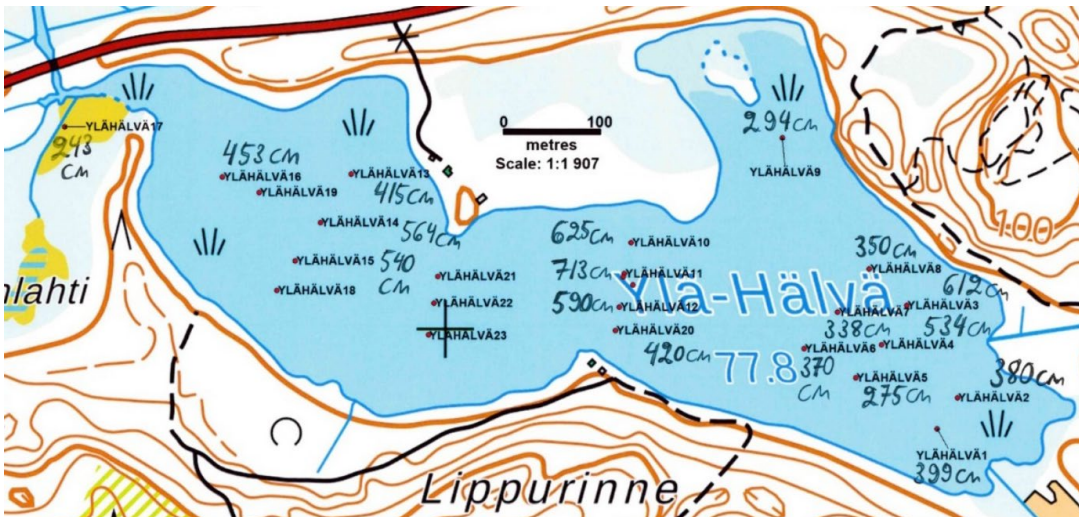 YLÄHÄLVÄ17
243
CM
453 CM
YLÄHÄLVÄ16
YLÄHÄLVÄ19
YLÄHÄLVÄ13
415 CM
YLÄHÄLVÄ14
564 CM
YLÄHÄLVÄ15
540
CM
YLÄHÄLVÄ18
YLÄHÄLVÄ21
YLÄHÄLVÄ22
YLÄHÄLVÄ23
0 100
metres
Scale: 1:1 907
294 CM
YLÄHÄLVÄ9
625 CM
YLÄHÄLVÄ10
713 CM
YLÄHÄLVÄ11
590 CM
YLÄHÄLVÄ12
YLÄHÄLVÄ20
420 CM
Ylä-Hälvä
77.8
350 CM
YLÄHÄLVÄ8
612 CM
YLÄHÄLVÄ3
YLÄHÄLVÄ7
338 CM
534 CM
YLÄHÄLVÄ6
YLÄHÄLVÄ4
370
CM
YLÄHÄLVÄ5
275 CM
380 CM
YLÄHÄLVÄ2
YLÄHÄLVÄ1
399 CM
100
nlahti
Lippurinne